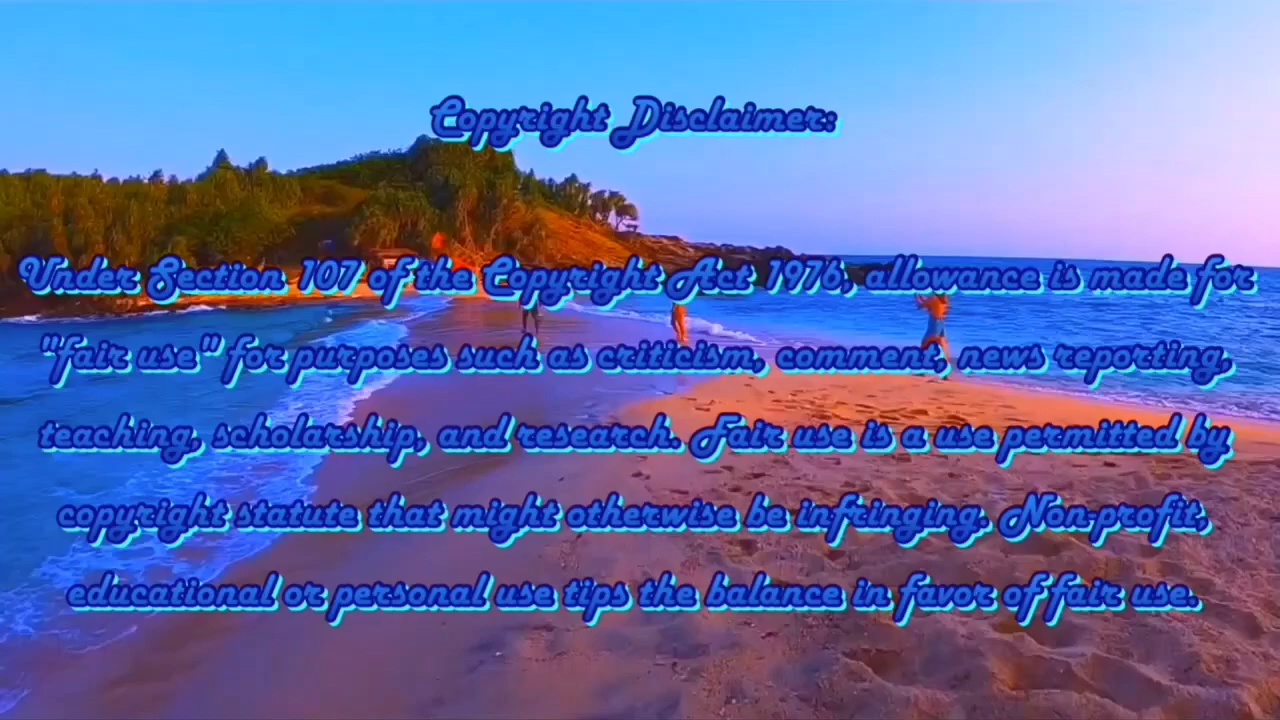 Copyright Disclaimer:
Under Section 107 of the Copyright Act 1976, allowance is made for
"fair use" for purposes such as criticism, comment, news reporting,
teaching, scholarship, and research. Fair use is a use permitted by
copyright statute that might otherwise be infringing. Non-profit,
educational or personal use tips the balance in favor of fair use.